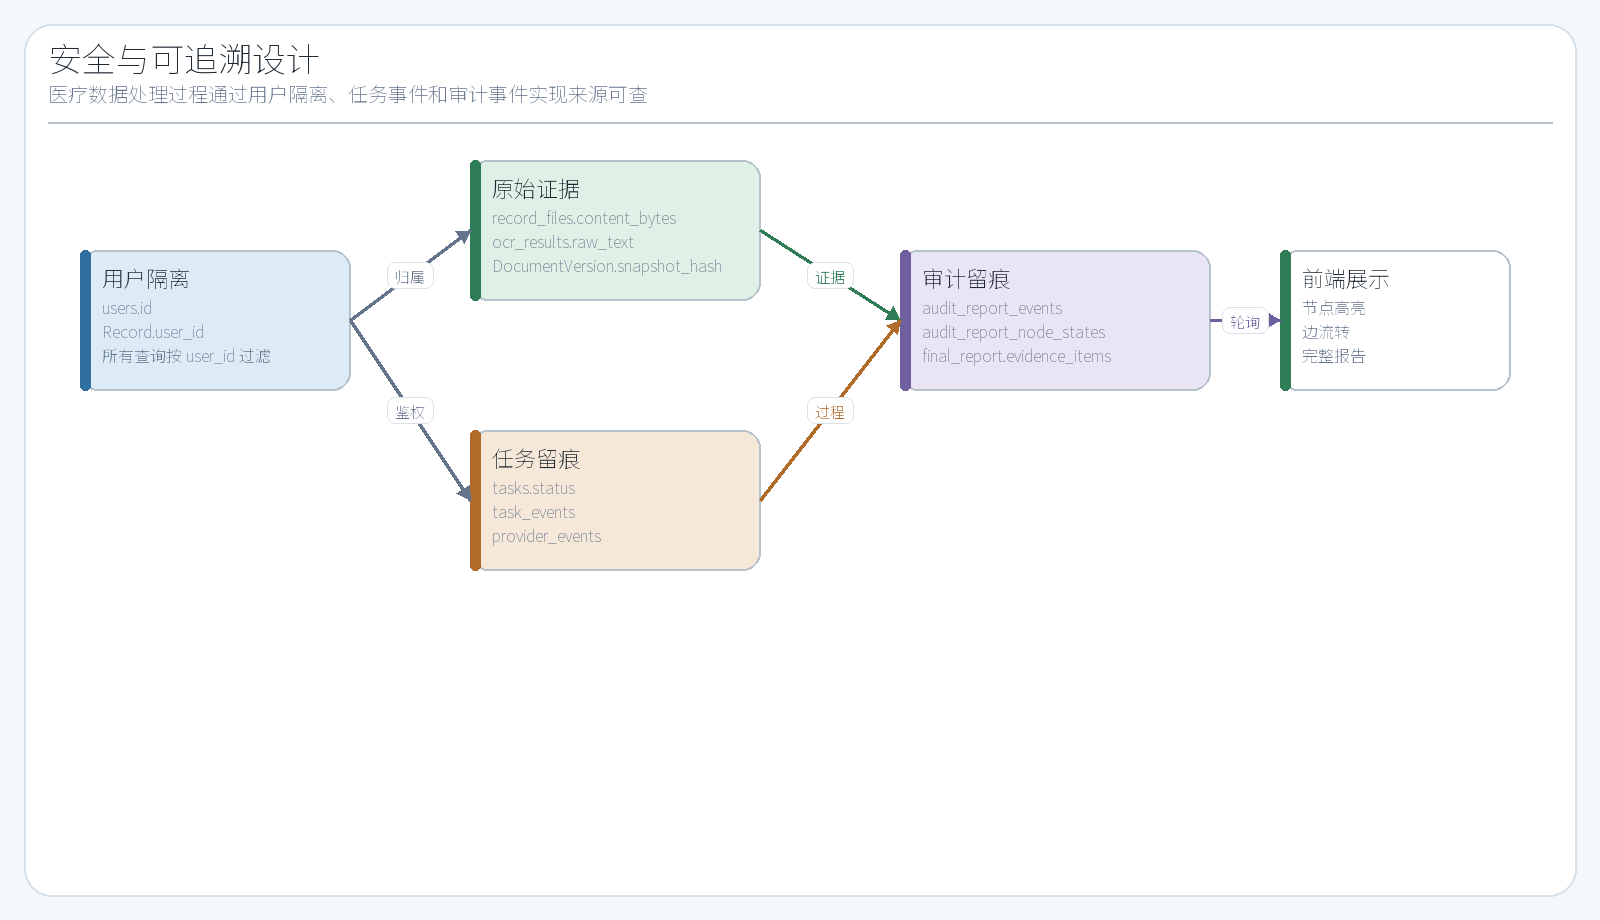 安全与可追溯设计
医疗数据处理过程通过用户隔离、任务事件和审计事件实现来源可查
用户隔离
users.id
Record.user_id
所有查询按 user_id 过滤
归属
鉴权
原始证据
record_files.content_bytes
ocr_results.raw_text
DocumentVersion.snapshot_hash
任务留痕
tasks.status
task_events
provider_events
证据
过程
审计留痕
audit_report_events
audit_report_node_states
final_report.evidence_items
轮询
前端展示
节点高亮
边流转
完整报告